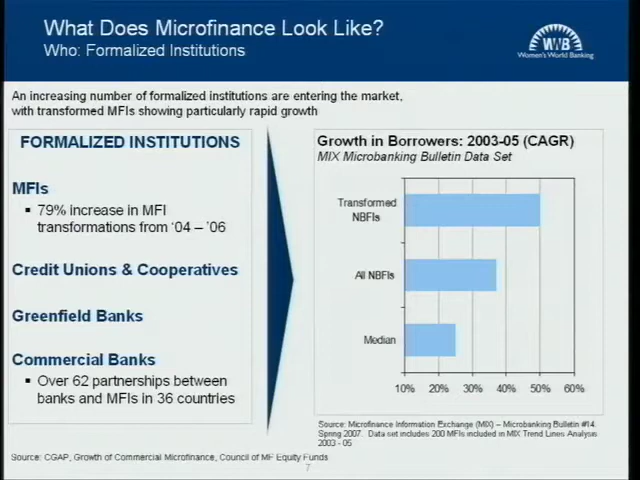 What Does Microfinance Look Like?
Who: Formalized Institutions
WWB
Women's World Banking
An increasing number of formalized institutions are entering the market,
with transformed MFIs showing particularly rapid growth
FORMALIZED INSTITUTIONS
MFIs
▪ 79% increase in MFI
transformations from '04 – '06
Credit Unions & Cooperatives
Greenfield Banks
Commercial Banks
▪ Over 62 partnerships between
banks and MFIs in 36 countries
Growth in Borrowers: 2003-05 (CAGR)
MIX Microbanking Bulletin Data Set
Transformed
NBFIs
All NBFIs
Median
10% 20% 30% 40% 50% 60%
Source: Microfinance Information Exchange (MIX) – Microbanking Bulletin #14.
Spring 2007. Data set includes 200 MFIs included in MIX Trend Lines Analysis
2003 - 05
Source: CGAP, Growth of Commercial Microfinance, Council of MF Equity Funds
7